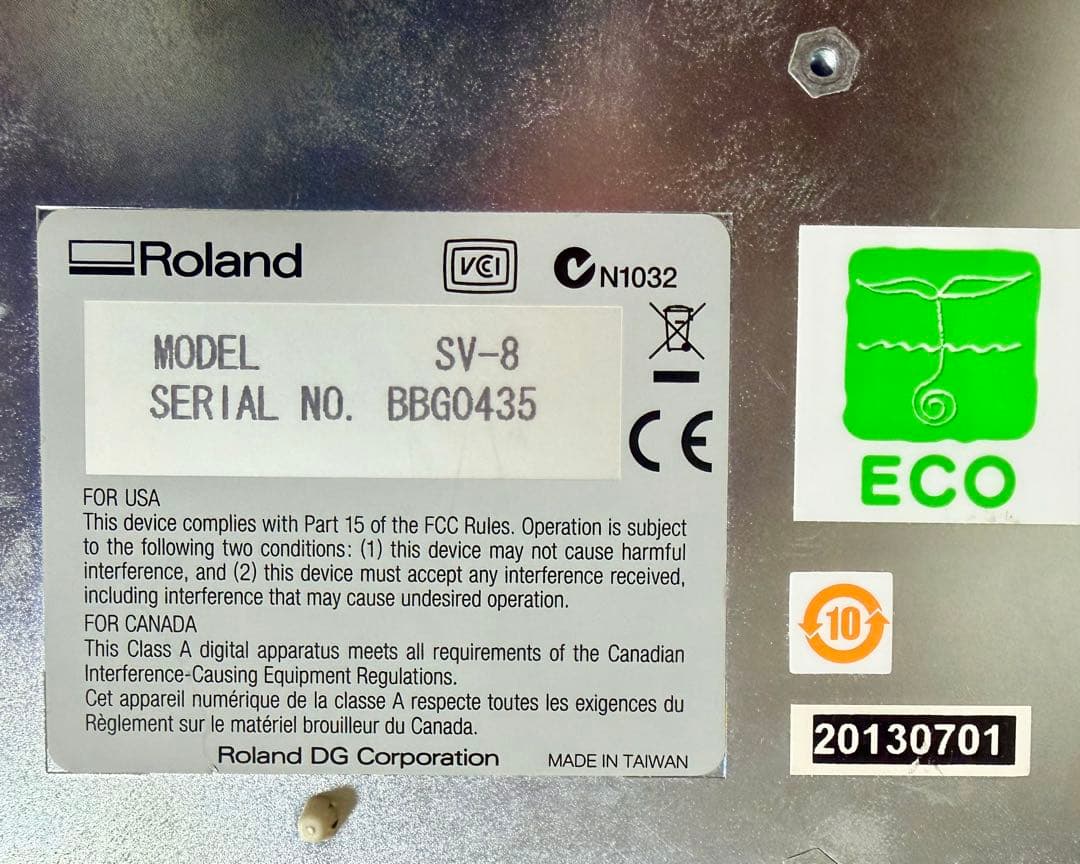 Roland
VCCI
N1032
MODEL SV-8
SERIAL NO. BBG0435
CE
FOR USA
This device complies with Part 15 of the FCC Rules. Operation is subject
to the following two conditions: (1) this device may not cause harmful
interference, and (2) this device must accept any interference received,
including interference that may cause undesired operation.
FOR CANADA
This Class A digital apparatus meets all requirements of the Canadian
Interference-Causing Equipment Regulations.
Cet appareil numérique de la classe A respecte toutes les exigences du
Règlement sur le matériel brouilleur du Canada.
Roland DG Corporation MADE IN TAIWAN
ECO
10
20130701